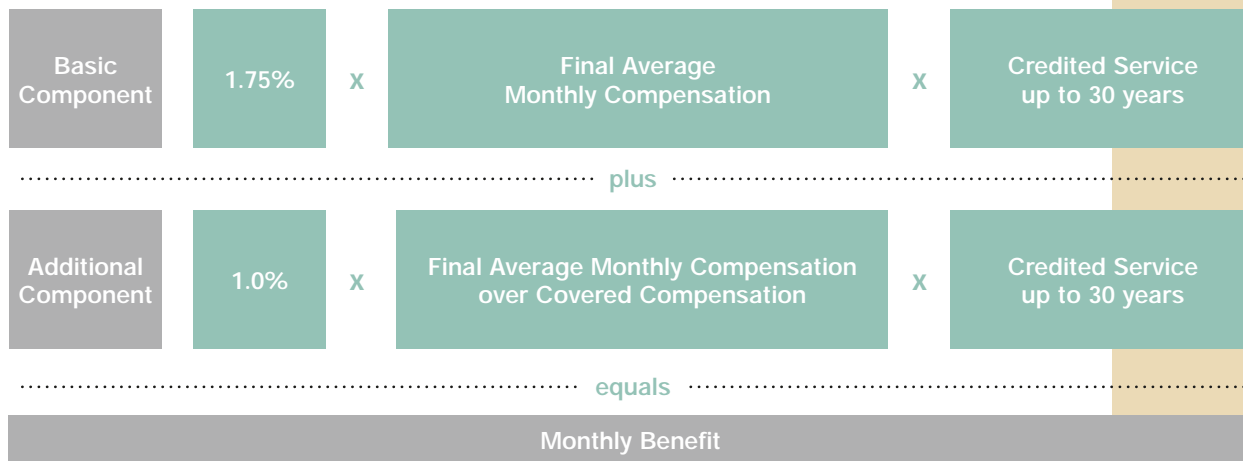 Basic
Component
1.75%
x
Final Average
Monthly Compensation
x
Credited Service
up to 30 years
plus
Additional
Component
1.0%
x
Final Average Monthly Compensation
over Covered Compensation
x
Credited Service
up to 30 years
equals
Monthly Benefit